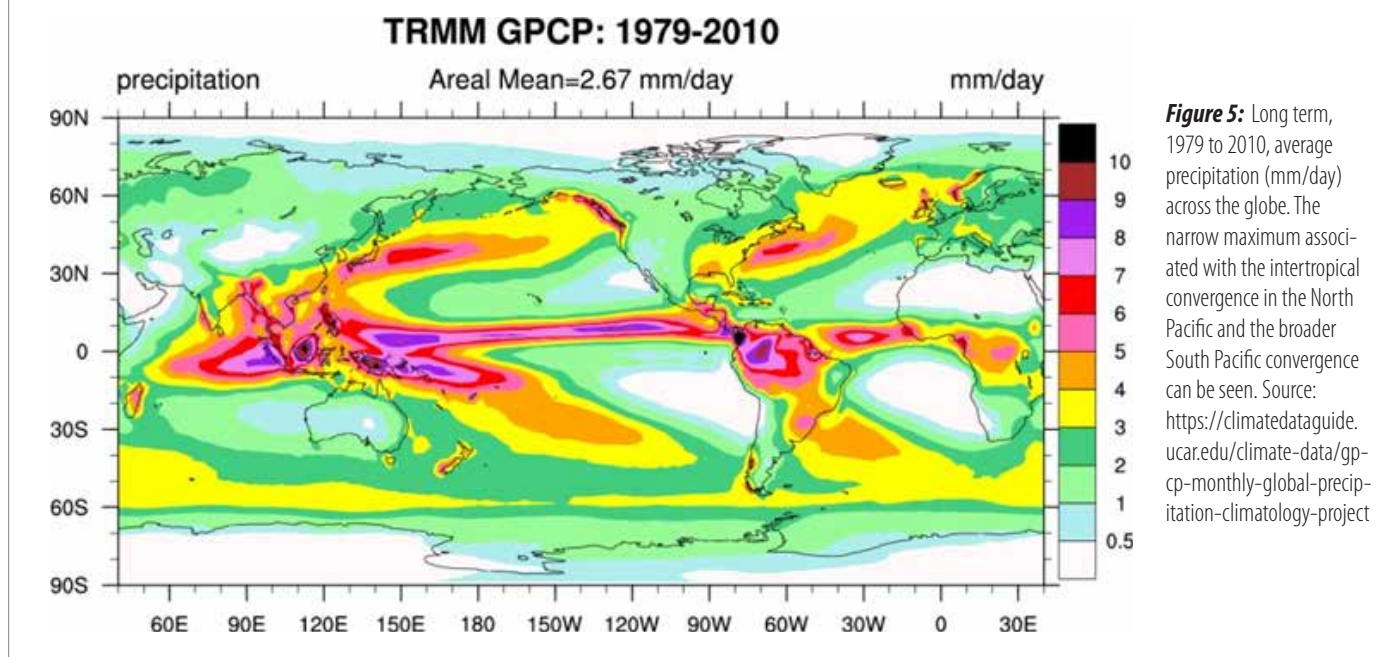 TRMM GPCP: 1979-2010
precipitation Areal Mean=2.67 mm/day mm/day
90N
60N
30N
0
30S
60S
90S
60E 90E 120E 150E 180 150W 120W 90W 60W 30W 0 30E
10
9
8
7
6
5
4
3
2
1
0.5
Figure 5: Long term,
1979 to 2010, average
precipitation (mm/day)
across the globe. The
narrow maximum associ-
ated with the intertropical
convergence in the North
Pacific and the broader
South Pacific convergence
can be seen. Source:
https://climatedataguide.
ucar.edu/climate-data/gp-
cp-monthly-global-precip-
itation-climatology-project